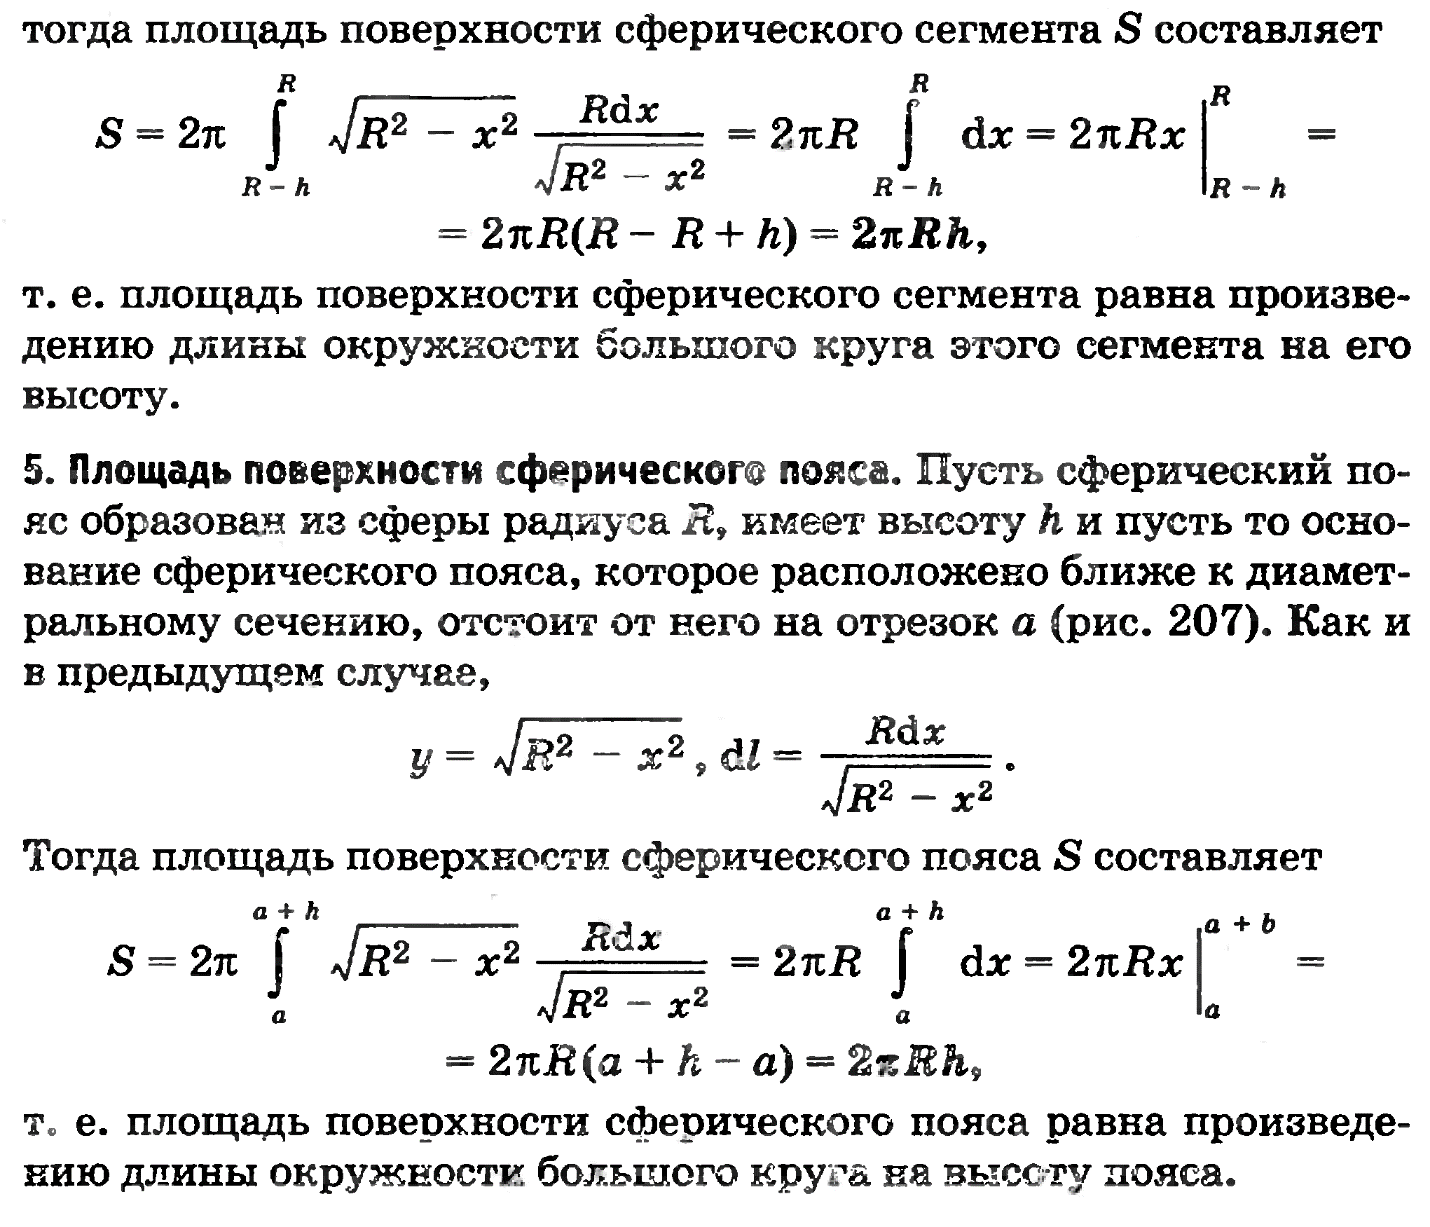 тогда площадь поверхности сферического сегмента S составляет
S = 2π ∫_{R – h}^{R} √(R² – x²) Rdx/√(R² – x²) = 2πR ∫_{R – h}^{R} dx = 2πRx |_{R – h}^{R} =
= 2πR(R – R + h) = 2πRh,
т. е. площадь поверхности сферического сегмента равна произве-
дению длины окружности большого круга этого сегмента на его
высоту.
5. Площадь поверхности сферического пояса. Пусть сферический по-
яс образован из сферы радиуса R, имеет высоту h и пусть то осно-
вание сферического пояса, которое расположено ближе к диамет-
ральному сечению, отстоит от него на отрезок a (рис. 207). Как и
в предыдущем случае,
y = √(R² – x²), dl = Rdx/√(R² – x²).
Тогда площадь поверхности сферического пояса S составляет
S = 2π ∫_{a}^{a + h} √(R² – x²) Rdx/√(R² – x²) = 2πR ∫_{a}^{a + h} dx = 2πRx |_{a}^{a + b} =
= 2πR(a + h – a) = 2πRh,
т. е. площадь поверхности сферического пояса равна произведе-
нию длины окружности большого круга на высоту пояса.